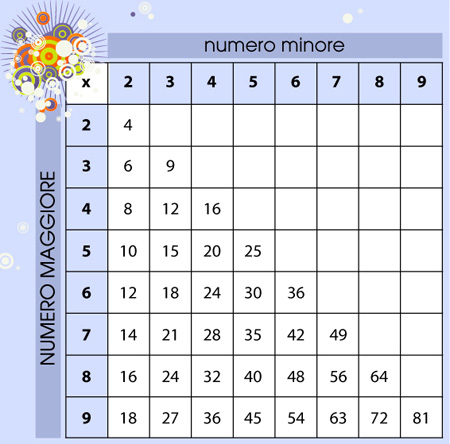 numero minore
NUMERO MAGGIORE
x 2 3 4 5 6 7 8 9
2 4
3 6 9
4 8 12 16
5 10 15 20 25
6 12 18 24 30 36
7 14 21 28 35 42 49
8 16 24 32 40 48 56 64
9 18 27 36 45 54 63 72 81